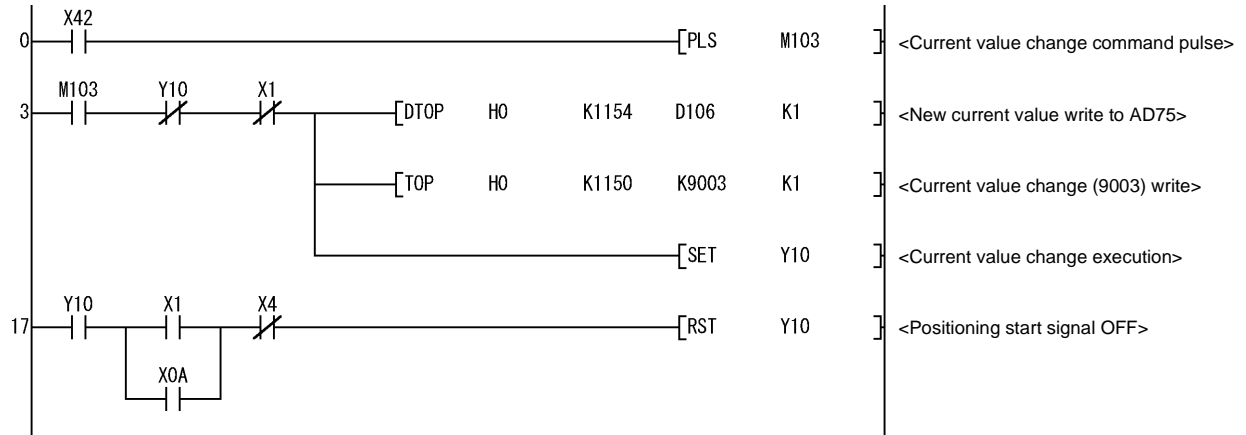 X42
0 [PLS M103 ] <Current value change command pulse>
M103 Y10 X1
3 [DTOP H0 K1154 D106 K1 ] <New current value write to AD75>
[TOP H0 K1150 K9003 K1 ] <Current value change (9003) write>
[SET Y10 ] <Current value change execution>
Y10 X1 X4
17 [RST Y10 ] <Positioning start signal OFF>
X0A